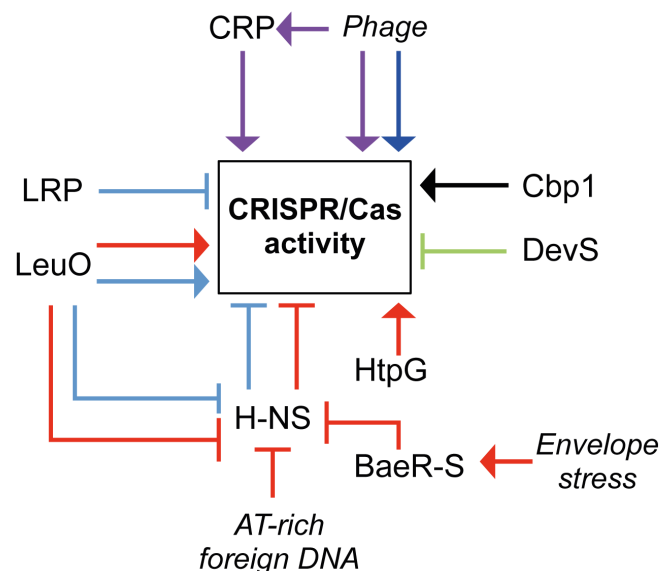 CRP
Phage
LRP
CRISPR/Cas
activity
Cbp1
LeuO
DevS
HtpG
H-NS
BaeR-S
Envelope
stress
AT-rich
foreign DNA